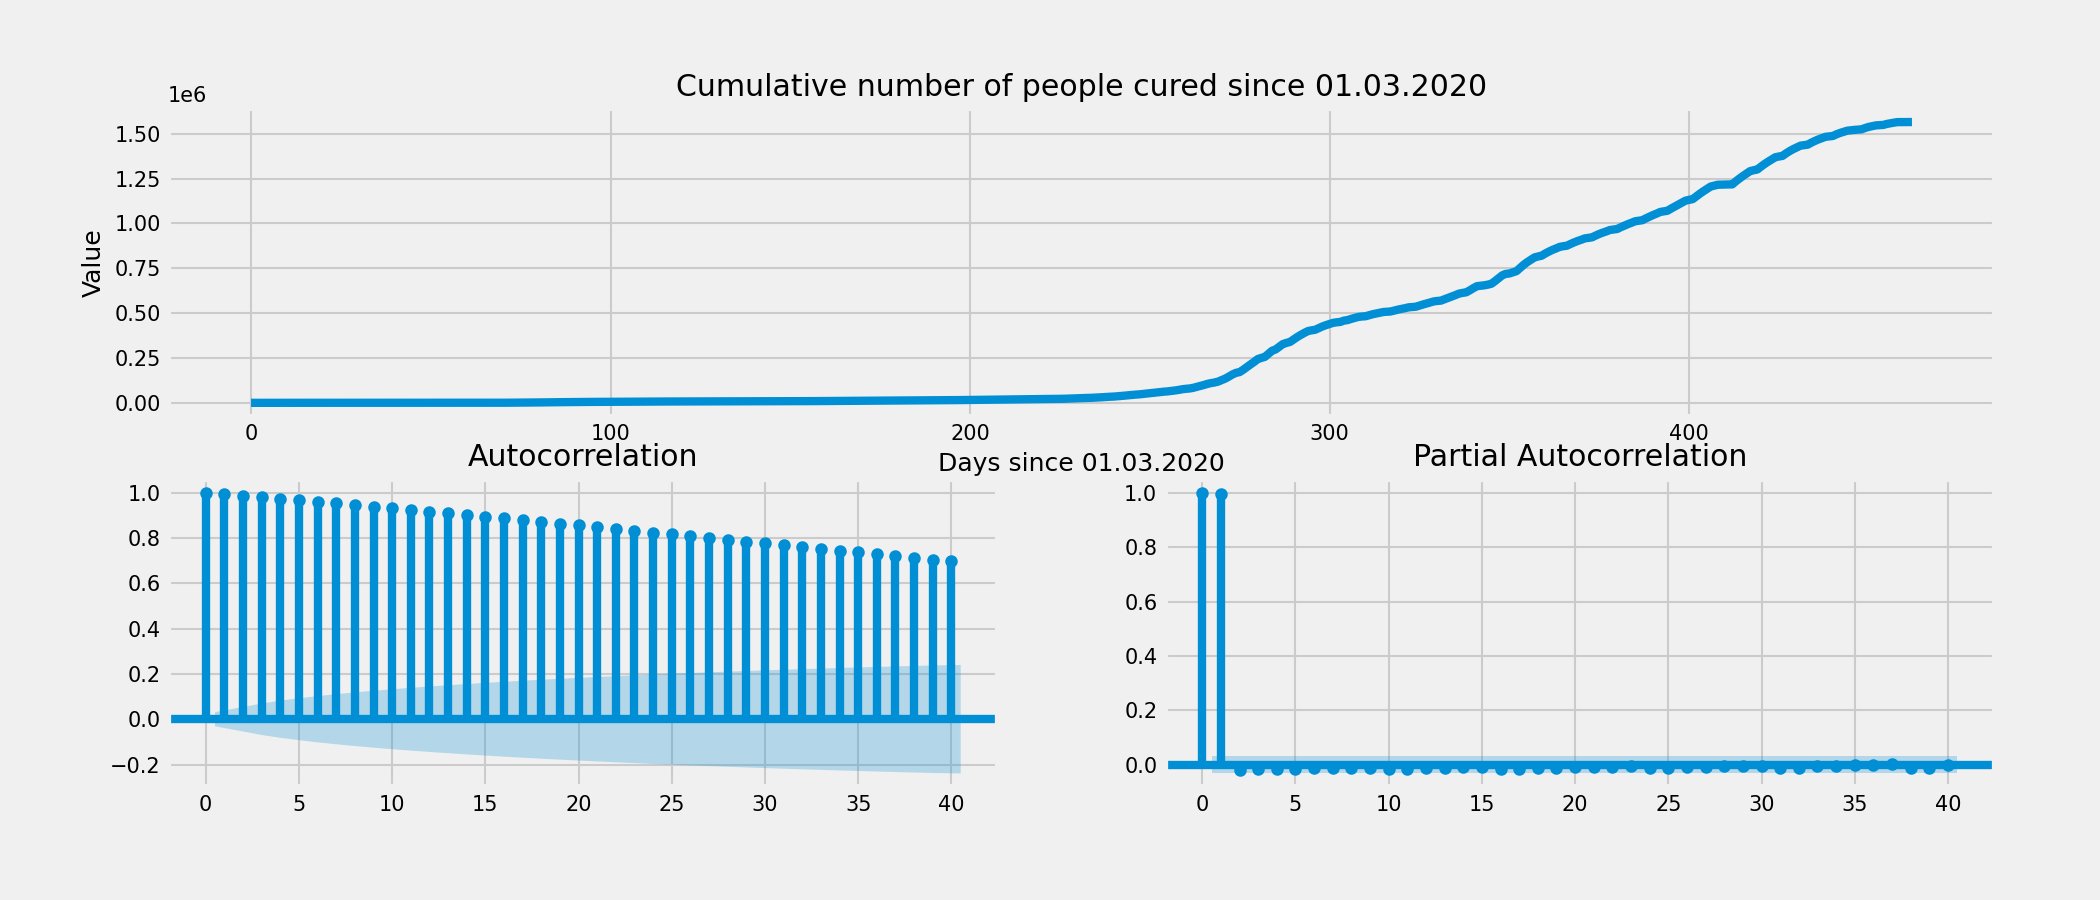 Cumulative number of people cured since 01.03.2020
1e6
1.50
1.25
1.00
0.75
0.50
0.25
0.00
Value
0 100 200 300 400
Days since 01.03.2020
Autocorrelation
1.0
0.8
0.6
0.4
0.2
0.0
−0.2
0 5 10 15 20 25 30 35 40
Partial Autocorrelation
1.0
0.8
0.6
0.4
0.2
0.0
0 5 10 15 20 25 30 35 40